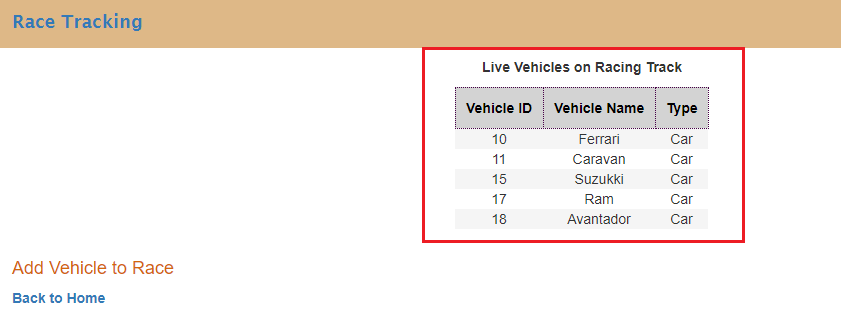 Race Tracking
Live Vehicles on Racing Track
Vehicle ID Vehicle Name Type
10 Ferrari Car
11 Caravan Car
15 Suzukki Car
17 Ram Car
18 Avantador Car
Add Vehicle to Race
Back to Home